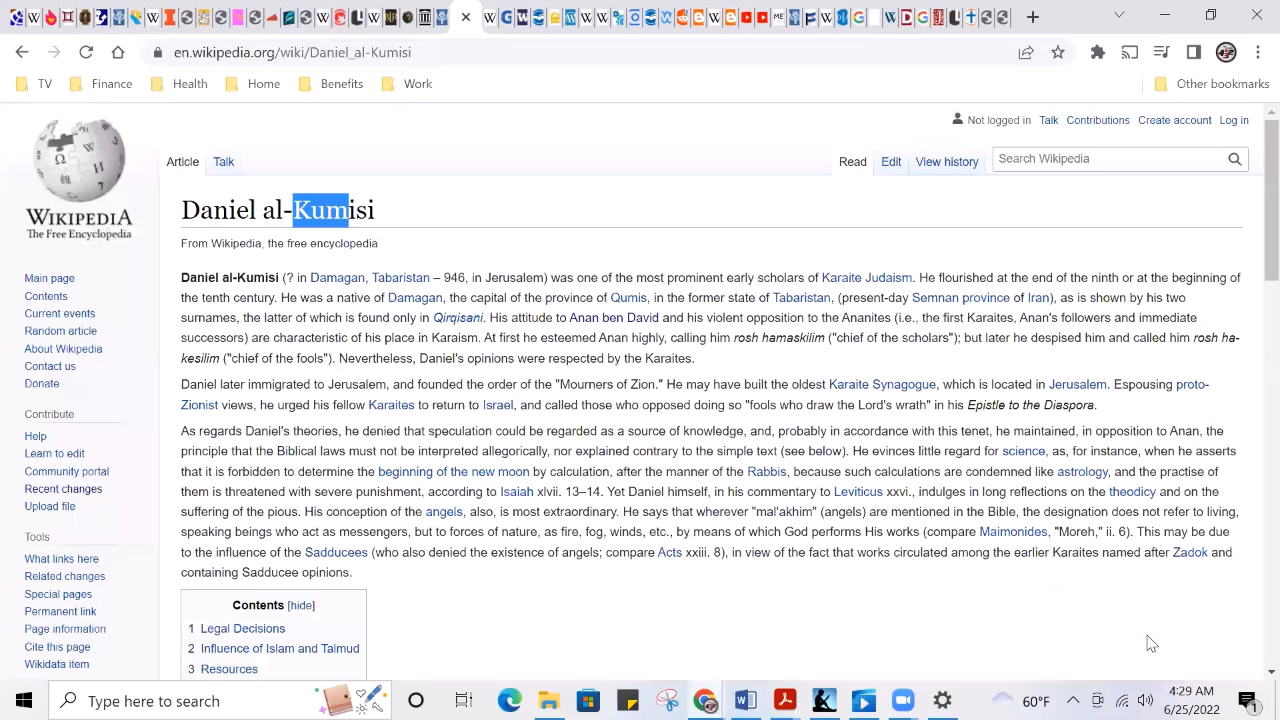 en.wikipedia.org/wiki/Daniel_al-Kumisi
TV Finance Health Home Benefits Work Other bookmarks
Not logged in Talk Contributions Create account Log in
Article Talk Read Edit View history Search Wikipedia
WIKIPEDIA
The Free Encyclopedia
Daniel al-Kumisi
From Wikipedia, the free encyclopedia
Main page
Contents
Current events
Random article
About Wikipedia
Contact us
Donate
Contribute
Help
Learn to edit
Community portal
Recent changes
Upload file
Tools
What links here
Related changes
Special pages
Permanent link
Page information
Cite this page
Wikidata item
Daniel al-Kumisi (? in Damagan, Tabaristan – 946, in Jerusalem) was one of the most prominent early scholars of Karaite Judaism. He flourished at the end of the ninth or at the beginning of
the tenth century. He was a native of Damagan, the capital of the province of Qumis, in the former state of Tabaristan, (present-day Semnan province of Iran), as is shown by his two
surnames, the latter of which is found only in Qirqisani. His attitude to Anan ben David and his violent opposition to the Ananites (i.e., the first Karaites, Anan's followers and immediate
successors) are characteristic of his place in Karaism. At first he esteemed Anan highly, calling him rosh hamaskilim ("chief of the scholars"); but later he despised him and called him rosh ha-
kesilim ("chief of the fools"). Nevertheless, Daniel's opinions were respected by the Karaites.
Daniel later immigrated to Jerusalem, and founded the order of the "Mourners of Zion." He may have built the oldest Karaite Synagogue, which is located in Jerusalem. Espousing proto-
Zionist views, he urged his fellow Karaites to return to Israel, and called those who opposed doing so "fools who draw the Lord's wrath" in his Epistle to the Diaspora.
As regards Daniel's theories, he denied that speculation could be regarded as a source of knowledge, and, probably in accordance with this tenet, he maintained, in opposition to Anan, the
principle that the Biblical laws must not be interpreted allegorically, nor explained contrary to the simple text (see below). He evinces little regard for science, as, for instance, when he asserts
that it is forbidden to determine the beginning of the new moon by calculation, after the manner of the Rabbis, because such calculations are condemned like astrology, and the practise of
them is threatened with severe punishment, according to Isaiah xlvii. 13–14. Yet Daniel himself, in his commentary to Leviticus xxvi., indulges in long reflections on the theodicy and on the
suffering of the pious. His conception of the angels, also, is most extraordinary. He says that wherever "mal'akhim" (angels) are mentioned in the Bible, the designation does not refer to living,
speaking beings who act as messengers, but to forces of nature, as fire, fog, winds, etc., by means of which God performs His works (compare Maimonides, "Moreh," ii. 6). This may be due
to the influence of the Sadducees (who also denied the existence of angels; compare Acts xxiii. 8), in view of the fact that works circulated among the earlier Karaites named after Zadok and
containing Sadducee opinions.
Contents [hide]
1 Legal Decisions
2 Influence of Islam and Talmud
3 Resources
Type here to search
60°F
4:29 AM
6/25/2022
1